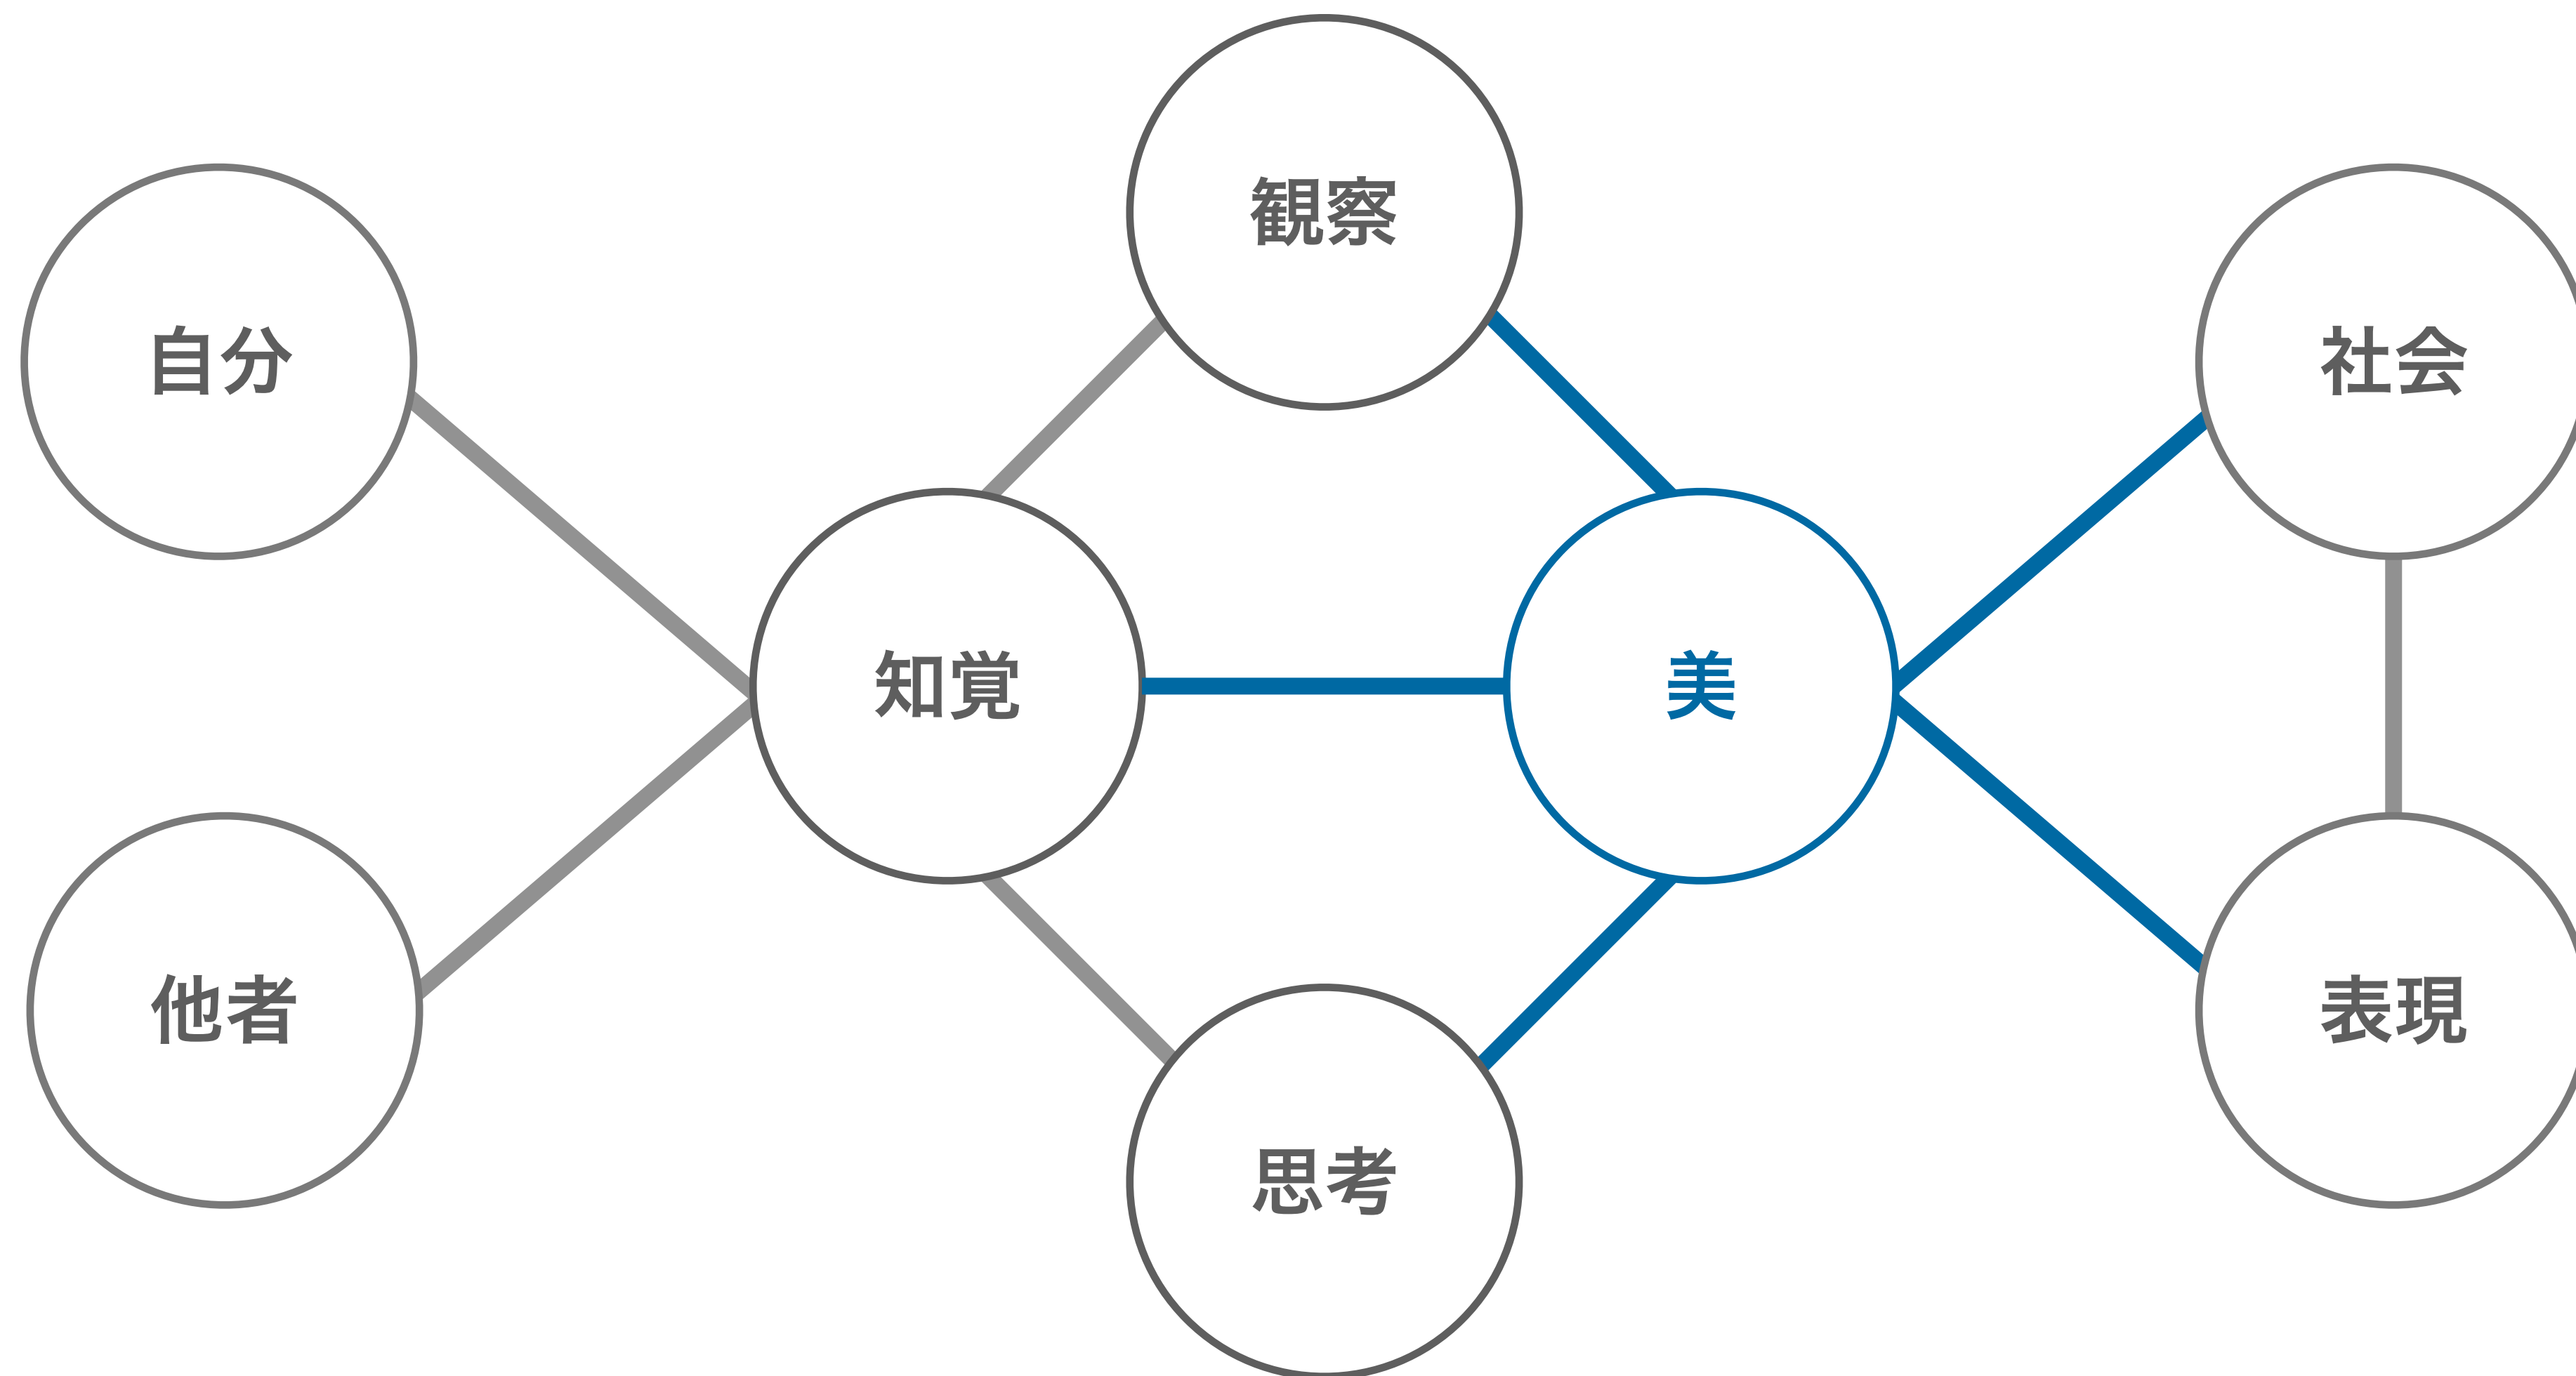 観察
自分
社会
知覚
美
他者
表現
思考